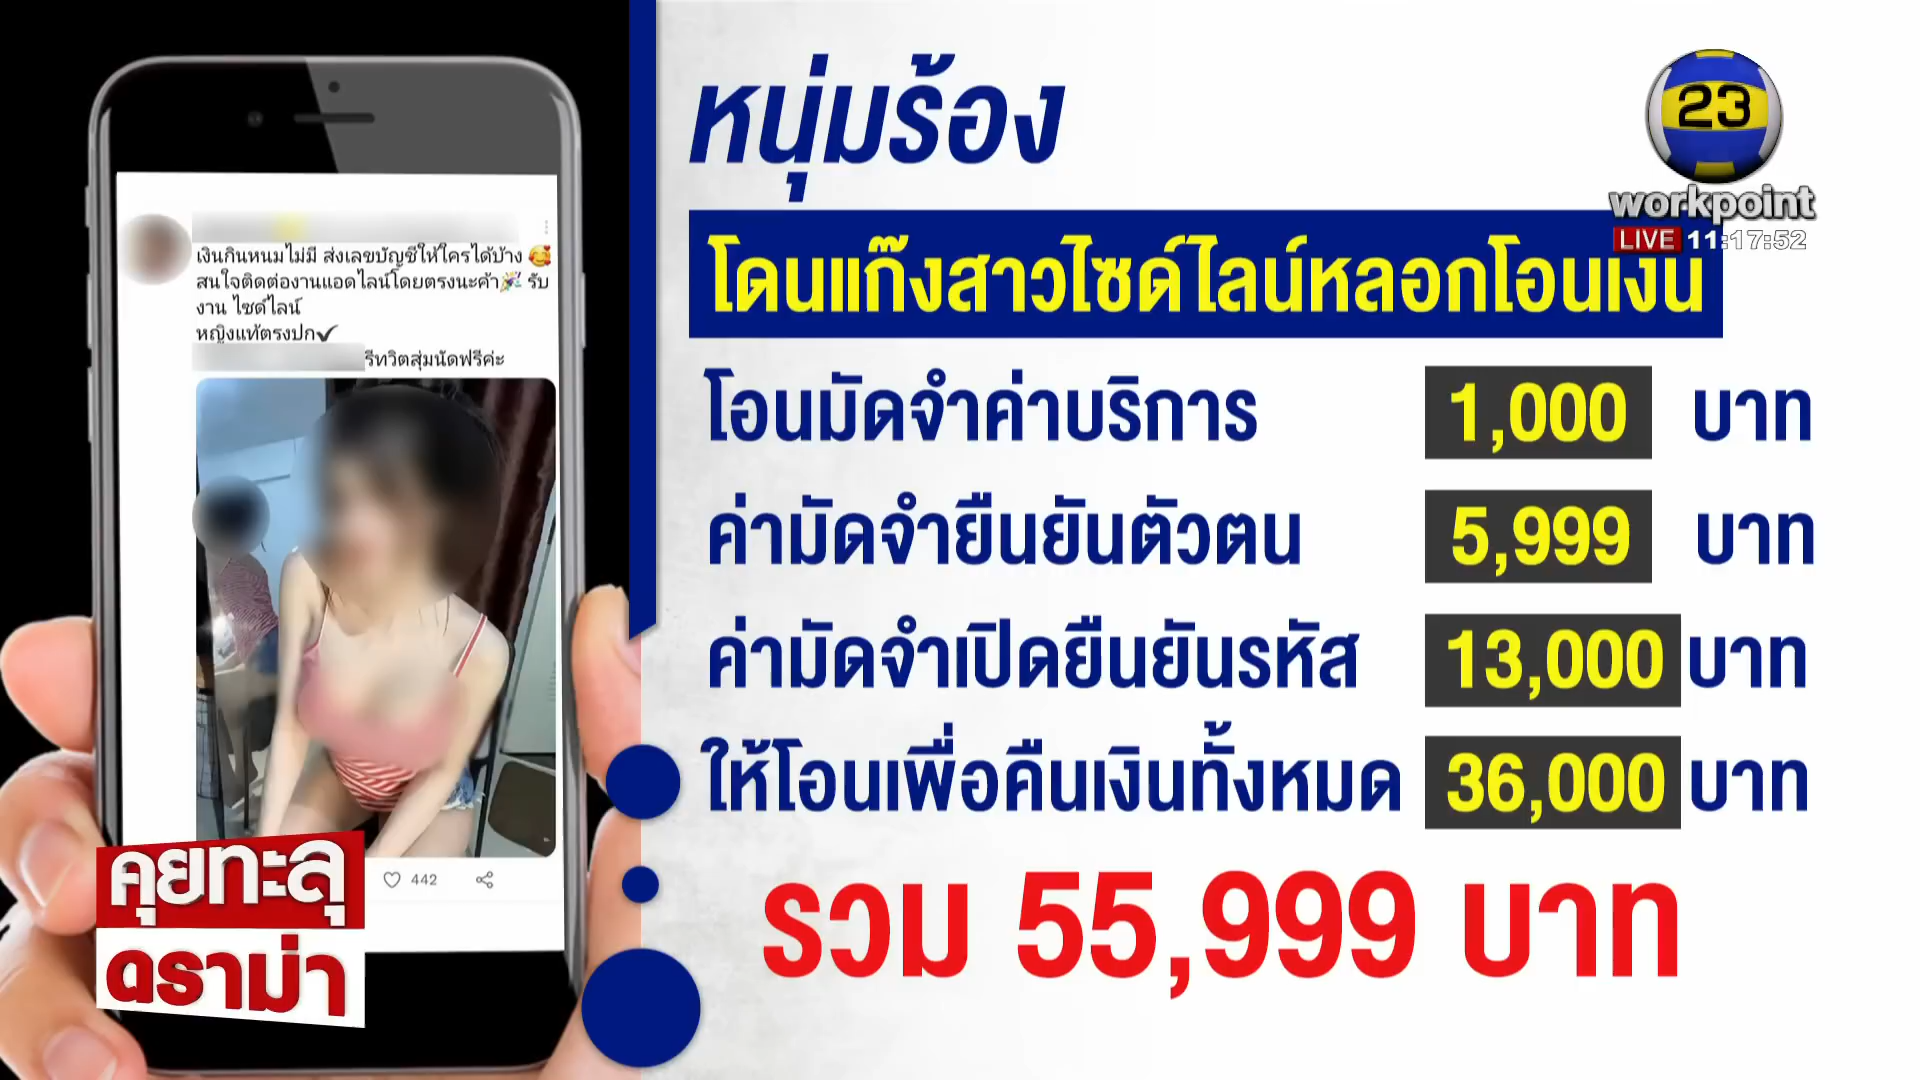 หนุ่มร้อง
โดนแก๊งสาวไซด์ไลน์หลอกโอนเงิน
โอนมัดจำค่าบริการ 1,000 บาท
ค่ามัดจำยืนยันตัวตน 5,999 บาท
ค่ามัดจำเปิดยืนยันรหัส 13,000 บาท
ให้โอนเพื่อคืนเงินทั้งหมด 36,000 บาท
รวม 55,999 บาท
23
workpoint
LIVE 11:17:52
เงินกินหนมไม่มี ส่งเลขบัญชีให้ใครได้บ้าง 🥰
สนใจติดต่องานแอดไลน์โดยตรงนะค้า🎉 รับ
งาน ไซด์ไลน์
หญิงแท้ตรงปก✔
รีทวิตสุ่มนัดฟรีค่ะ
442
คุยทะลุ
ดราม่า